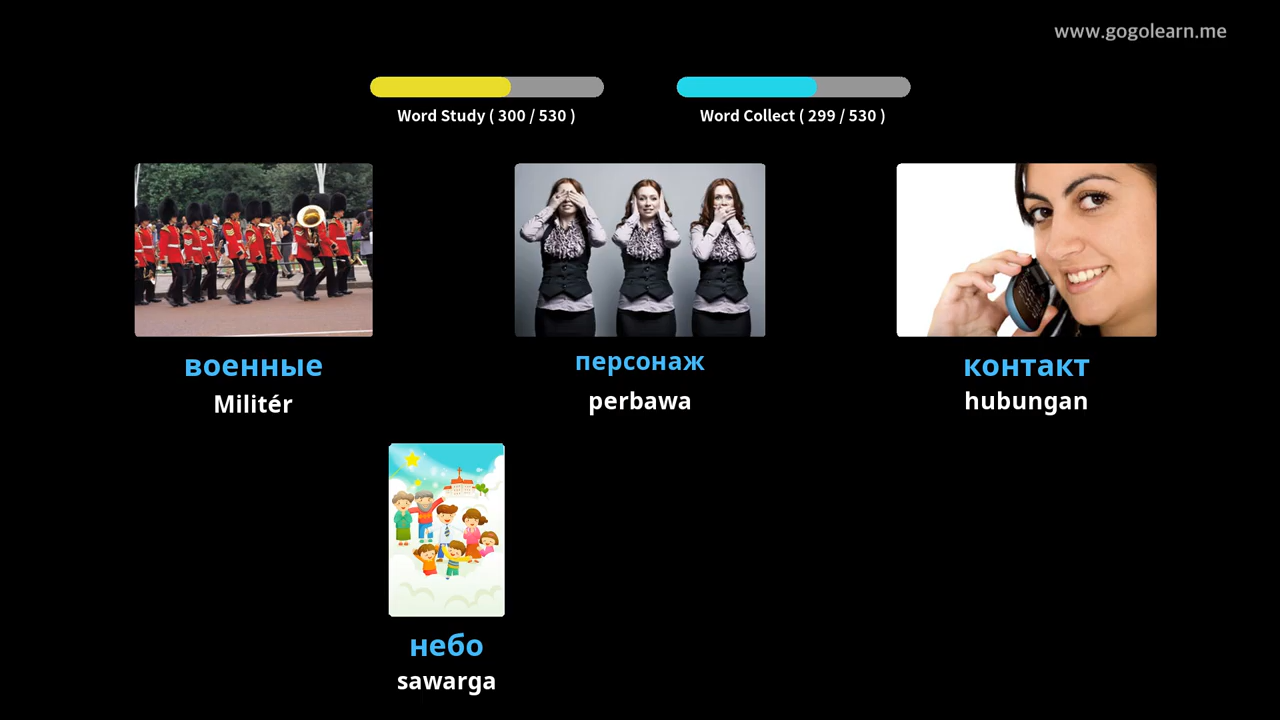 www.gogolearn.me
Word Study ( 300 / 530 )
Word Collect ( 299 / 530 )
военные
Militér
персонаж
perbawa
контакт
hubungan
небо
sawarga